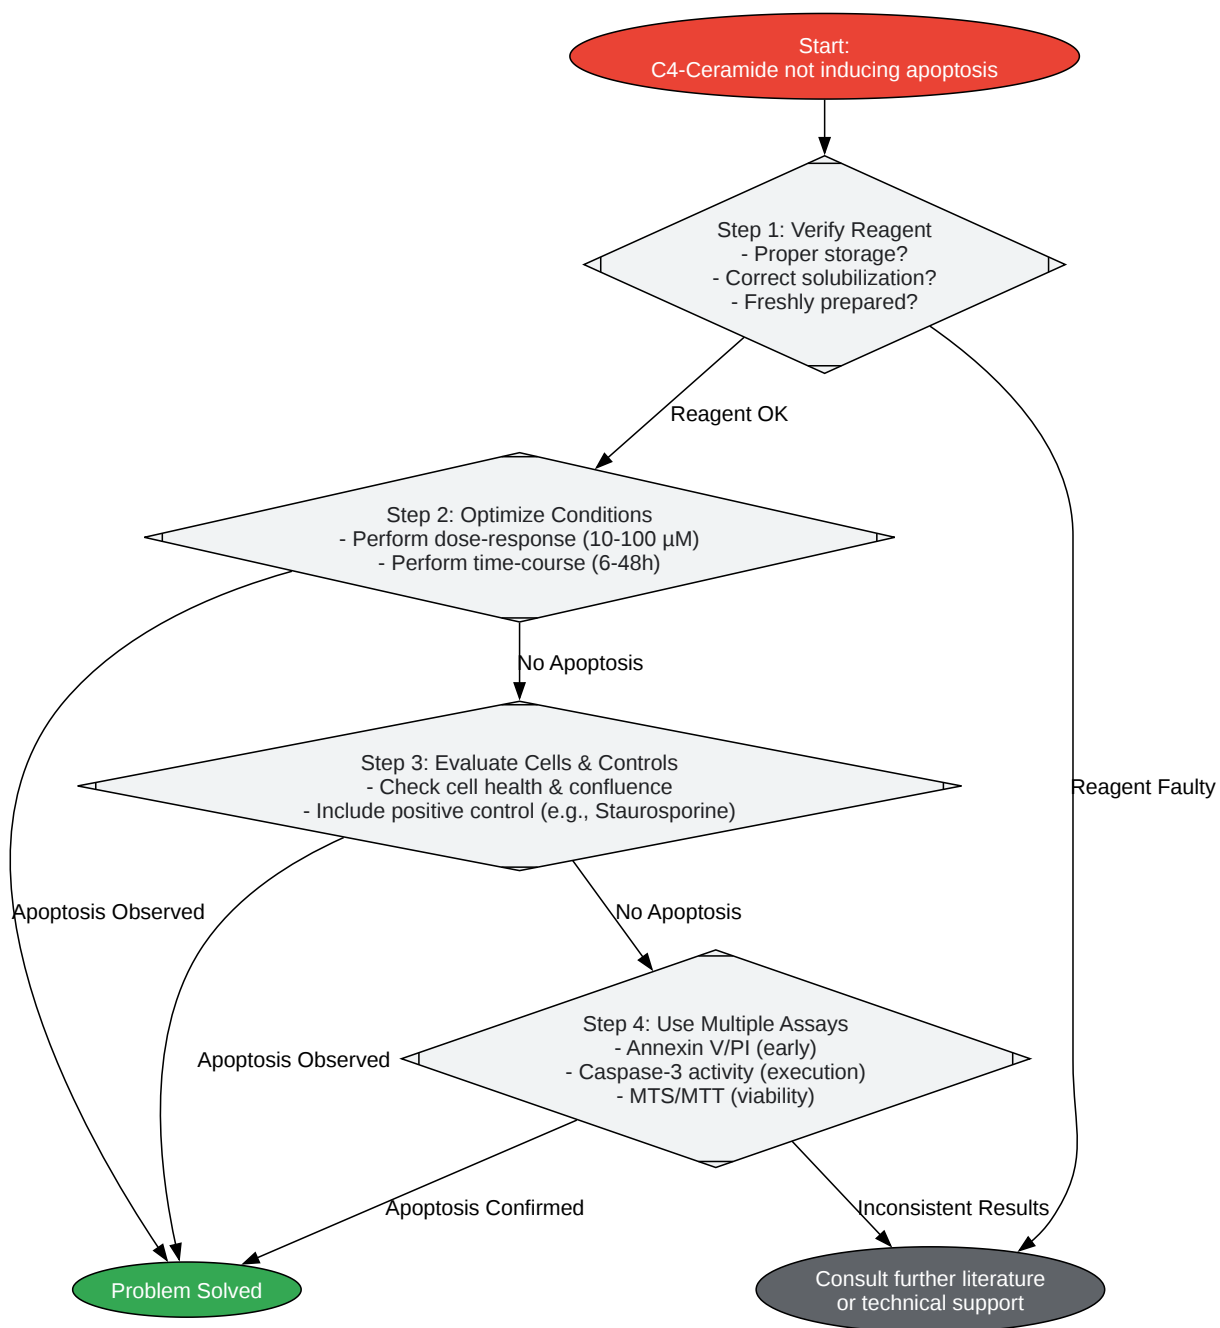 Start:
C4-Ceramide not inducing apoptosis
Step 1: Verify Reagent
- Proper storage?
- Correct solubilization?
- Freshly prepared?
Reagent OK
Step 2: Optimize Conditions
- Perform dose-response (10-100 µM)
- Perform time-course (6-48h)
No Apoptosis
Step 3: Evaluate Cells & Controls
- Check cell health & confluence
- Include positive control (e.g., Staurosporine)
Reagent Faulty
Apoptosis Observed
No Apoptosis
Step 4: Use Multiple Assays
- Annexin V/PI (early)
- Caspase-3 activity (execution)
- MTS/MTT (viability)
Apoptosis Observed
Apoptosis Confirmed
Inconsistent Results
Problem Solved
Consult further literature
or technical support